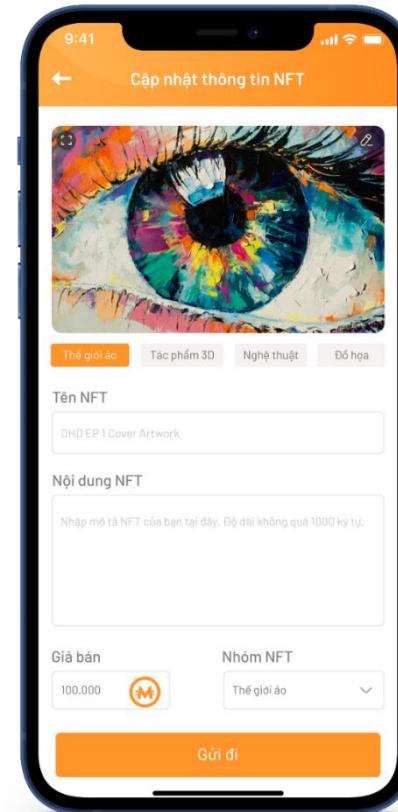 9:41
Cập nhật thông tin NFT
Thế giới ảo Tác phẩm 3D Nghệ thuật Đồ họa
Tên NFT
DHD EP 1 Cover Artwork
Nội dung NFT
Nhập mô tả NFT của bạn tại đây. Độ dài không quá 1000 ký tự.
Giá bán Nhóm NFT
100.000 Thế giới ảo
Gửi đi